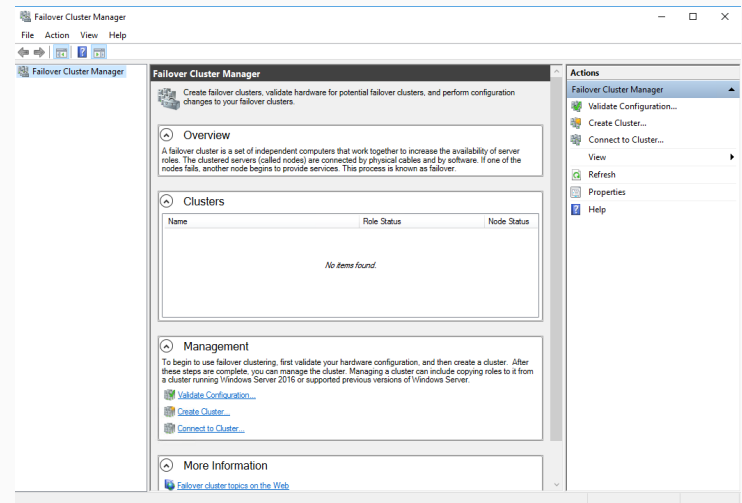 Failover Cluster Manager
File Action View Help
Failover Cluster Manager
Failover Cluster Manager
Create failover clusters, validate hardware for potential failover clusters, and perform configuration
changes to your failover clusters.
Overview
A failover cluster is a set of independent computers that work together to increase the availability of server
roles. The clustered servers (called nodes) are connected by physical cables and by software. If one of the
nodes fails, another node begins to provide services. This process is known as failover.
Clusters
Name Role Status Node Status
No items found.
Management
To begin to use failover clustering, first validate your hardware configuration, and then create a cluster. After
these steps are complete, you can manage the cluster. Managing a cluster can include copying roles to it from
a cluster running Windows Server 2016 or supported previous versions of Windows Server.
Validate Configuration...
Create Cluster...
Connect to Cluster...
More Information
Failover cluster topics on the Web
Actions
Failover Cluster Manager
Validate Configuration...
Create Cluster...
Connect to Cluster...
View
Refresh
Properties
Help